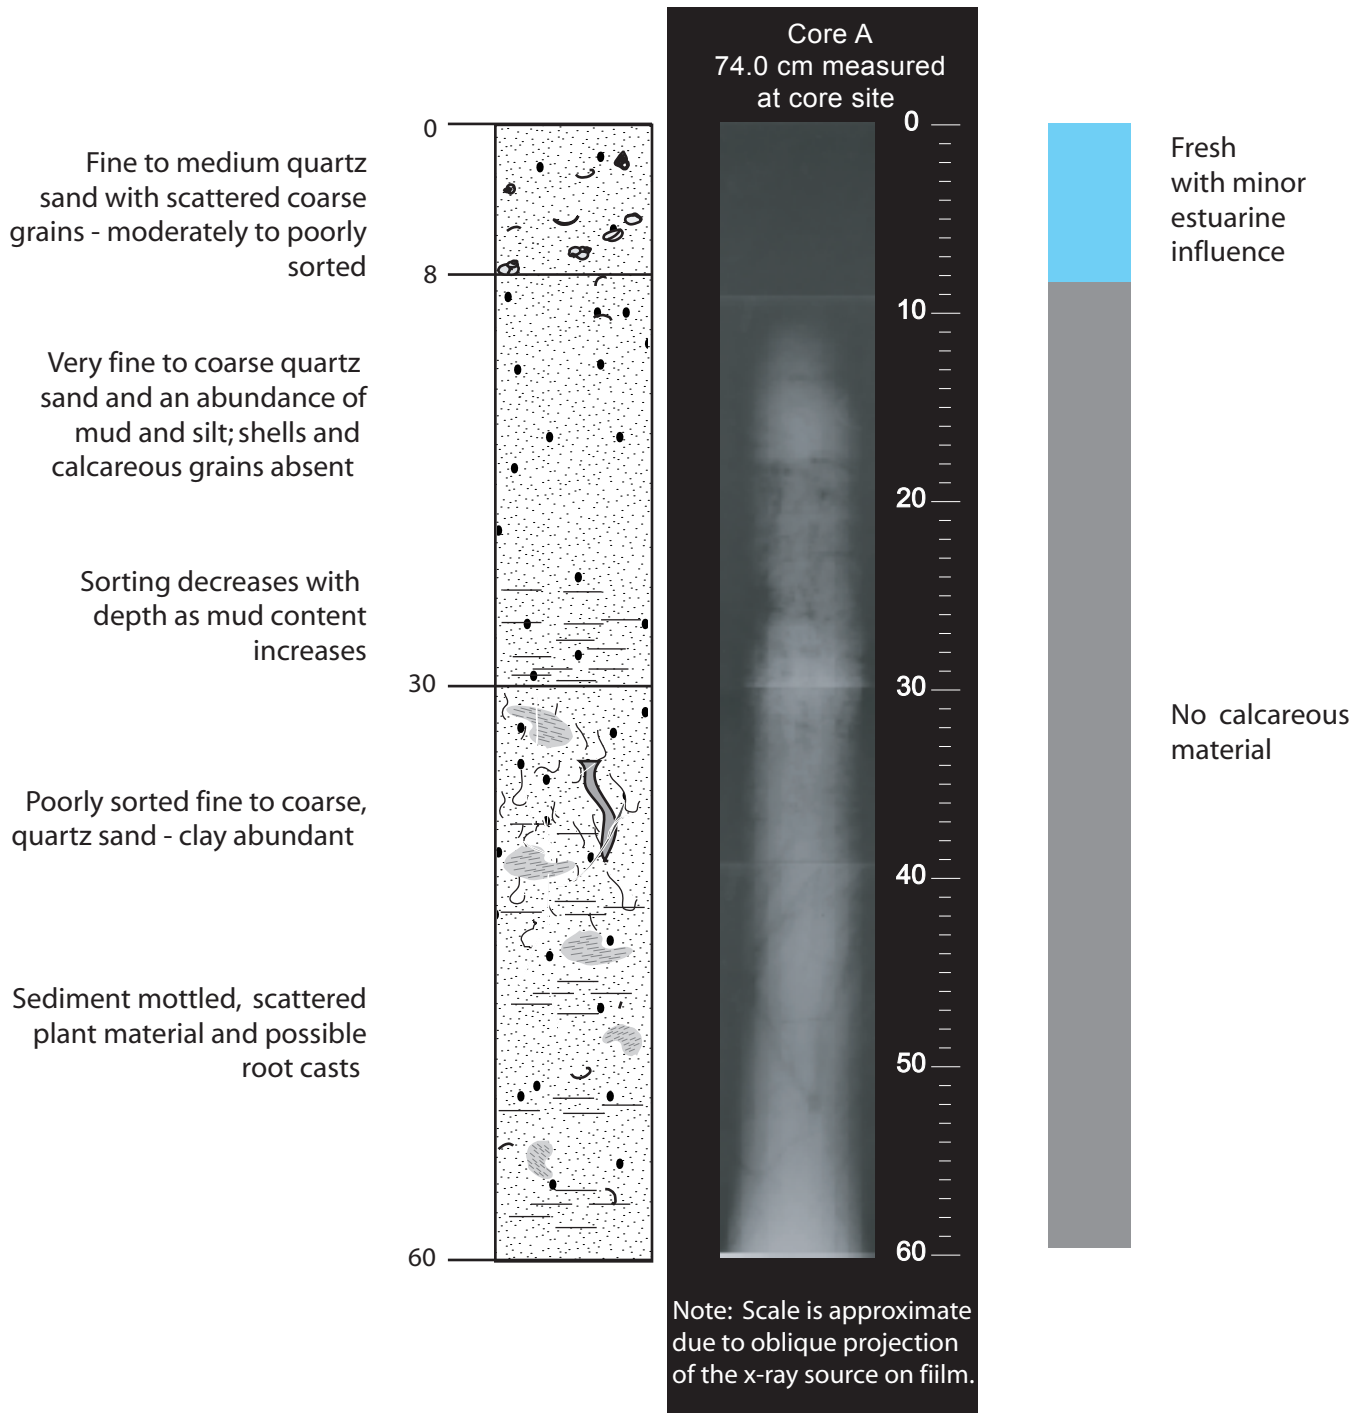 Core A
74.0 cm measured
at core site
0
8
30
60
Fine to medium quartz
sand with scattered coarse
grains - moderately to poorly
sorted
Very fine to coarse quartz
sand and an abundance of
mud and silt; shells and
calcareous grains absent
Sorting decreases with
depth as mud content
increases
Poorly sorted fine to coarse,
quartz sand - clay abundant
Sediment mottled, scattered
plant material and possible
root casts
0
10
20
30
40
50
60
Note: Scale is approximate
due to oblique projection
of the x-ray source on fiilm.
Fresh
with minor
estuarine
influence
No calcareous
material